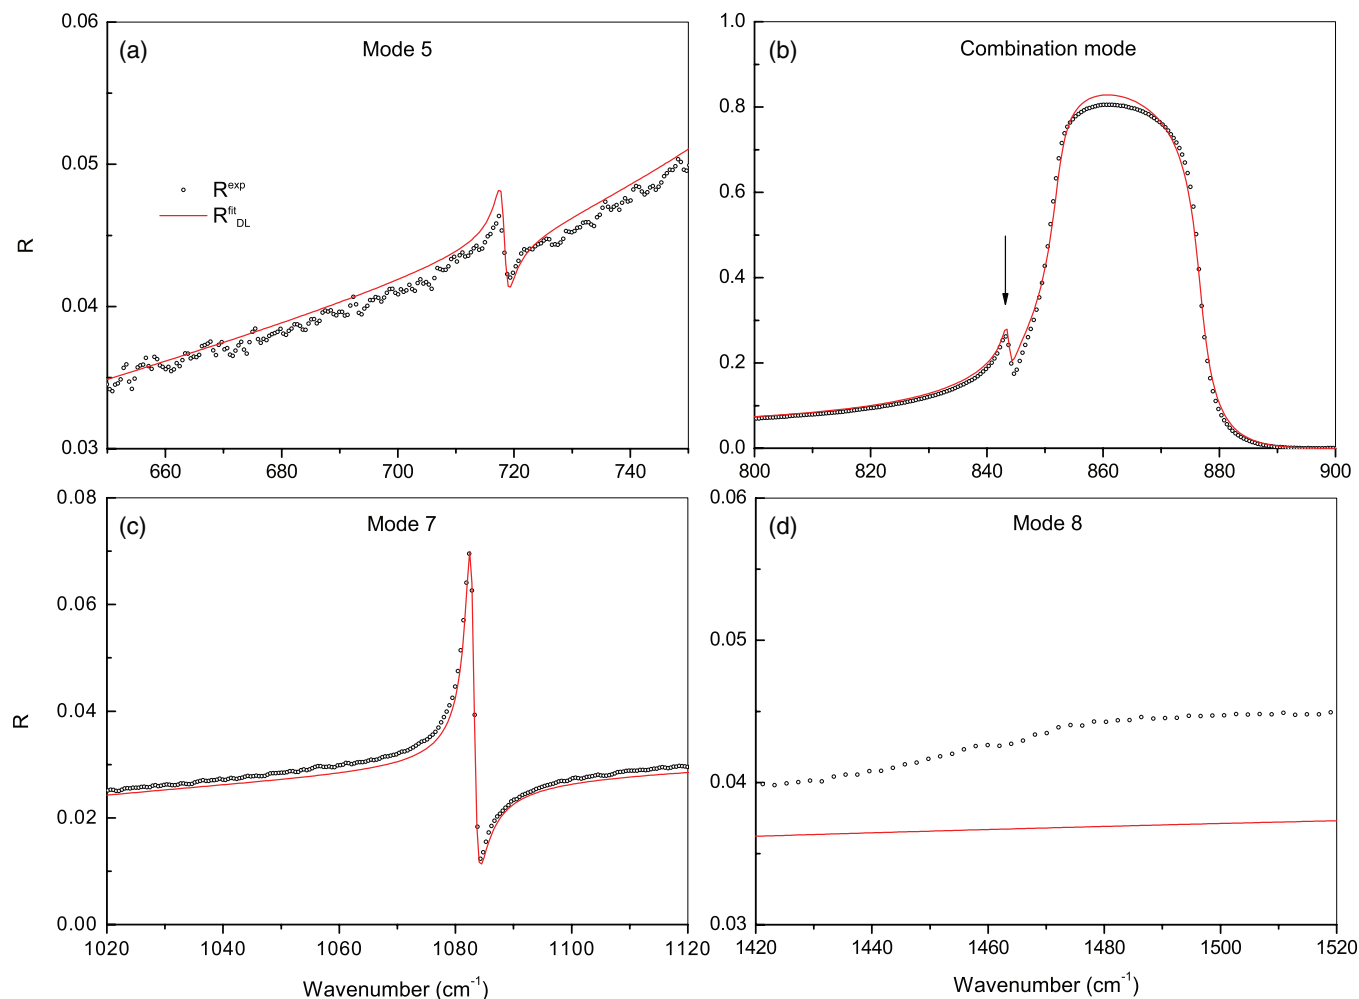 (a) Mode 5
0.06
0.05
0.04
0.03
R
R^exp
R^fit_DL
660 680 700 720 740
(b) Combination mode
1.0
0.8
0.6
0.4
0.2
0.0
800 820 840 860 880 900
(c) Mode 7
0.08
0.06
0.04
0.02
0.00
R
1020 1040 1060 1080 1100 1120
Wavenumber (cm⁻¹)
(d) Mode 8
0.06
0.05
0.04
0.03
1420 1440 1460 1480 1500 1520
Wavenumber (cm⁻¹)